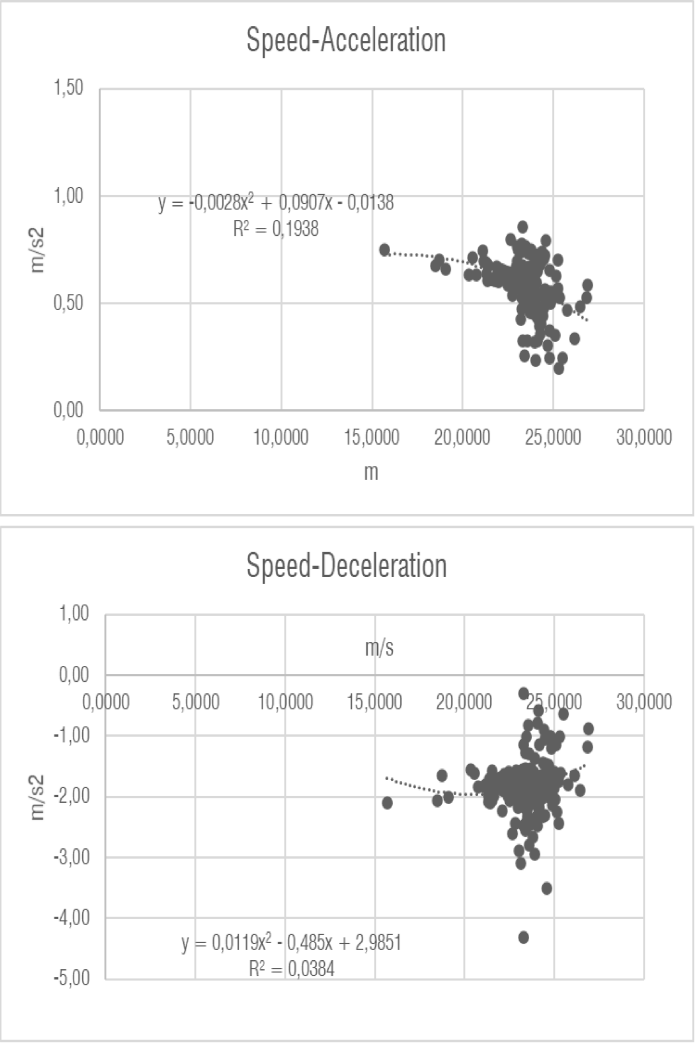 Speed-Acceleration
1,50
1,00
0,50
0,00
m/s2
y = -0,0028x² + 0,0907x - 0,0138
R² = 0,1938
0,0000 5,0000 10,0000 15,0000 20,0000 25,0000 30,0000
m
Speed-Deceleration
1,00
m/s
0,00
0,0000 5,0000 10,0000 15,0000 20,0000 25,0000 30,0000
-1,00
-2,00
-3,00
-4,00
-5,00
m/s2
y = 0,0119x² - 0,485x + 2,9851
R² = 0,0384